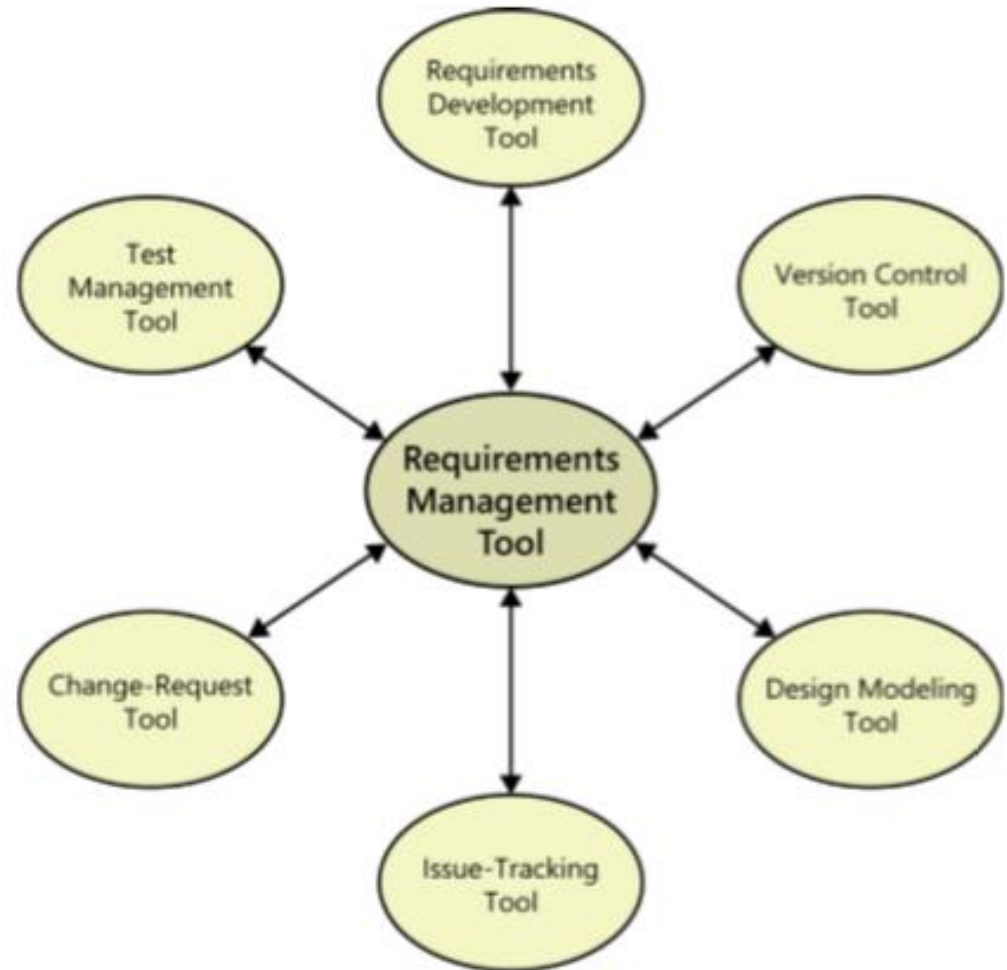 Requirements
Development
Tool
Test
Management
Tool
Version Control
Tool
Requirements
Management
Tool
Change-Request
Tool
Design Modeling
Tool
Issue-Tracking
Tool